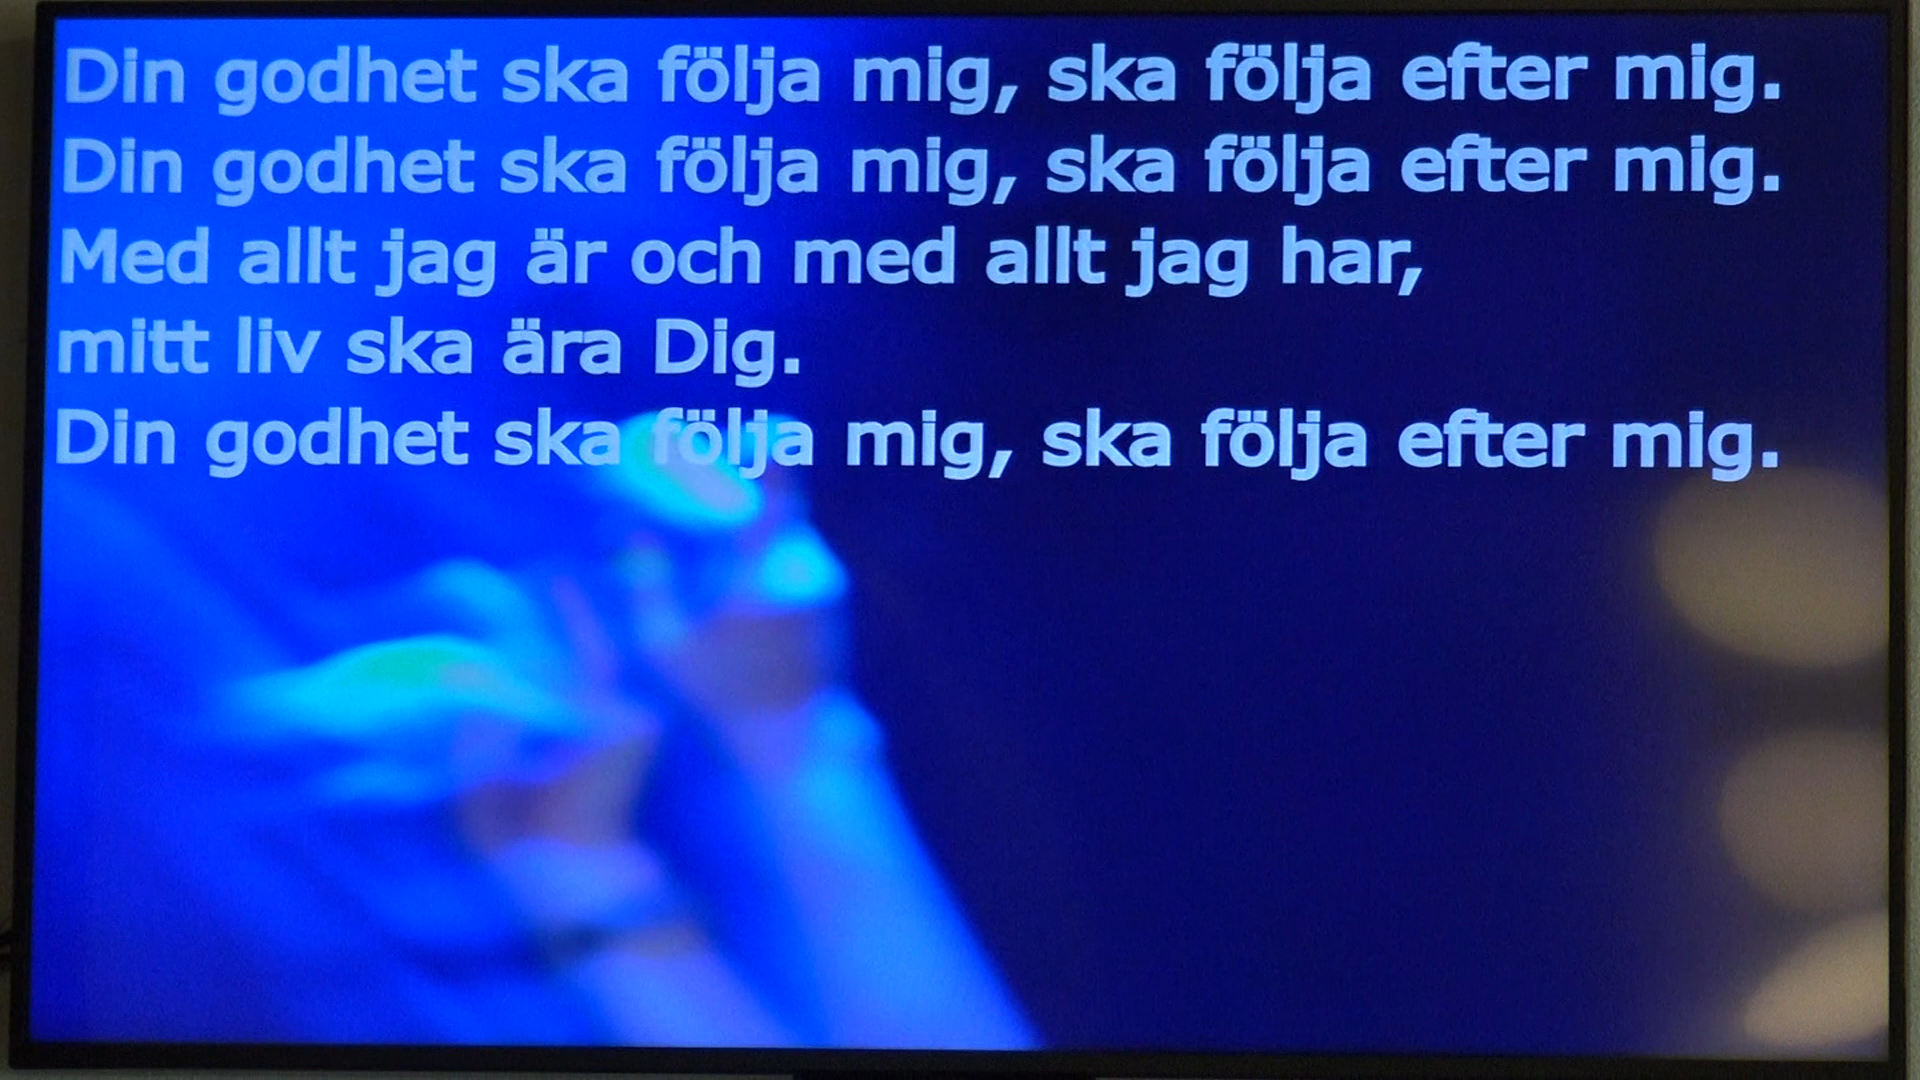 Din godhet ska följa mig, ska följa efter mig.
Din godhet ska följa mig, ska följa efter mig.
Med allt jag är och med allt jag har,
mitt liv ska ära Dig.
Din godhet ska följa mig, ska följa efter mig.